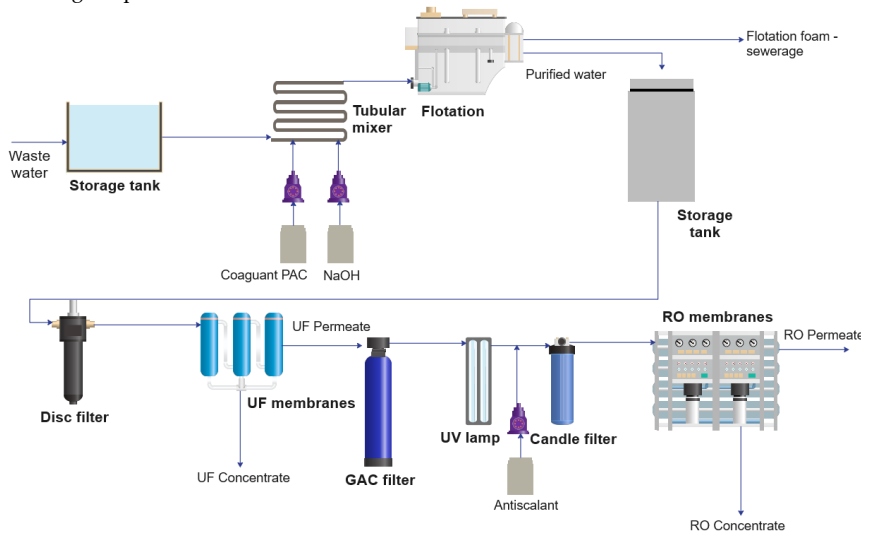 Flotation foam -
sewerage
Purified water
Tubular
mixer
Flotation
Waste
water
Storage tank
Storage
tank
Coaguant PAC
NaOH
RO membranes
UF Permeate
RO Permeate
Disc filter
UF membranes
UV lamp
Candle filter
UF Concentrate
GAC filter
Antiscalant
RO Concentrate